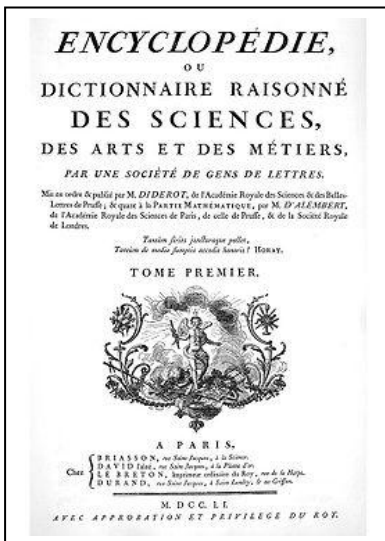 ENCYCLOPÉDIE,
OU
DICTIONNAIRE RAISONNÉ
DES SCIENCES,
DES ARTS ET DES MÉTIERS,
PAR UNE SOCIÉTÉ DE GENS DE LETTRES.
Mis en ordre & publié par M. DIDEROT, de l'Académie Royale des Sciences & des Belles-
Lettres de Prusse; & quant à la PARTIE MATHÉMATIQUE, par M. D'ALEMBERT,
de l'Académie Royale des Sciences de Paris, de celle de Prusse, & de la Société Royale
de Londres.
Tantùm series juncturaque pollet,
Tantùm de medio sumptis accedit honoris! HORAT.
TOME PREMIER.
A PARIS,
Chez
BRIASSON, rue Saint Jacques, à la Science.
DAVID l'aîné, rue Saint Jacques, à la Plume d'or.
LE BRETON, Imprimeur ordinaire du Roy, rue de la Harpe.
DURAND, rue Saint Jacques, à Saint Landry, & au Griffon.
M. DCC. LI.
AVEC APPROBATION ET PRIVILEGE DU ROY.